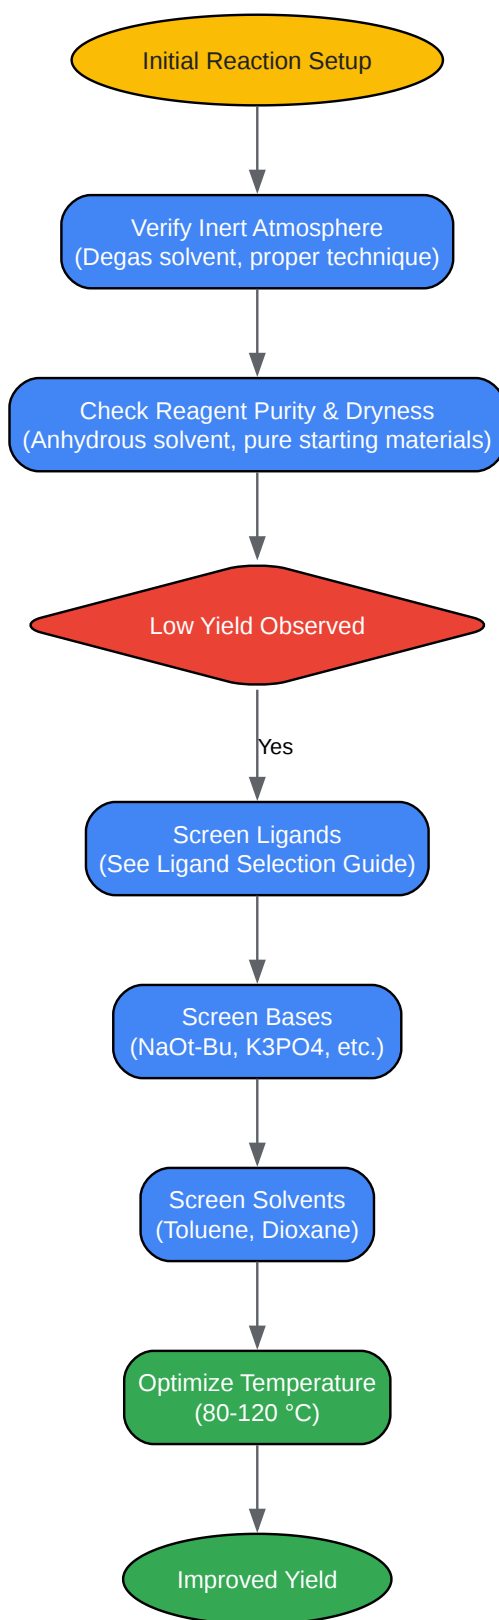 Initial Reaction Setup
Verify Inert Atmosphere
(Degas solvent, proper technique)
Check Reagent Purity & Dryness
(Anhydrous solvent, pure starting materials)
Low Yield Observed
Yes
Screen Ligands
(See Ligand Selection Guide)
Screen Bases
(NaOt-Bu, K3PO4, etc.)
Screen Solvents
(Toluene, Dioxane)
Optimize Temperature
(80-120 °C)
Improved Yield